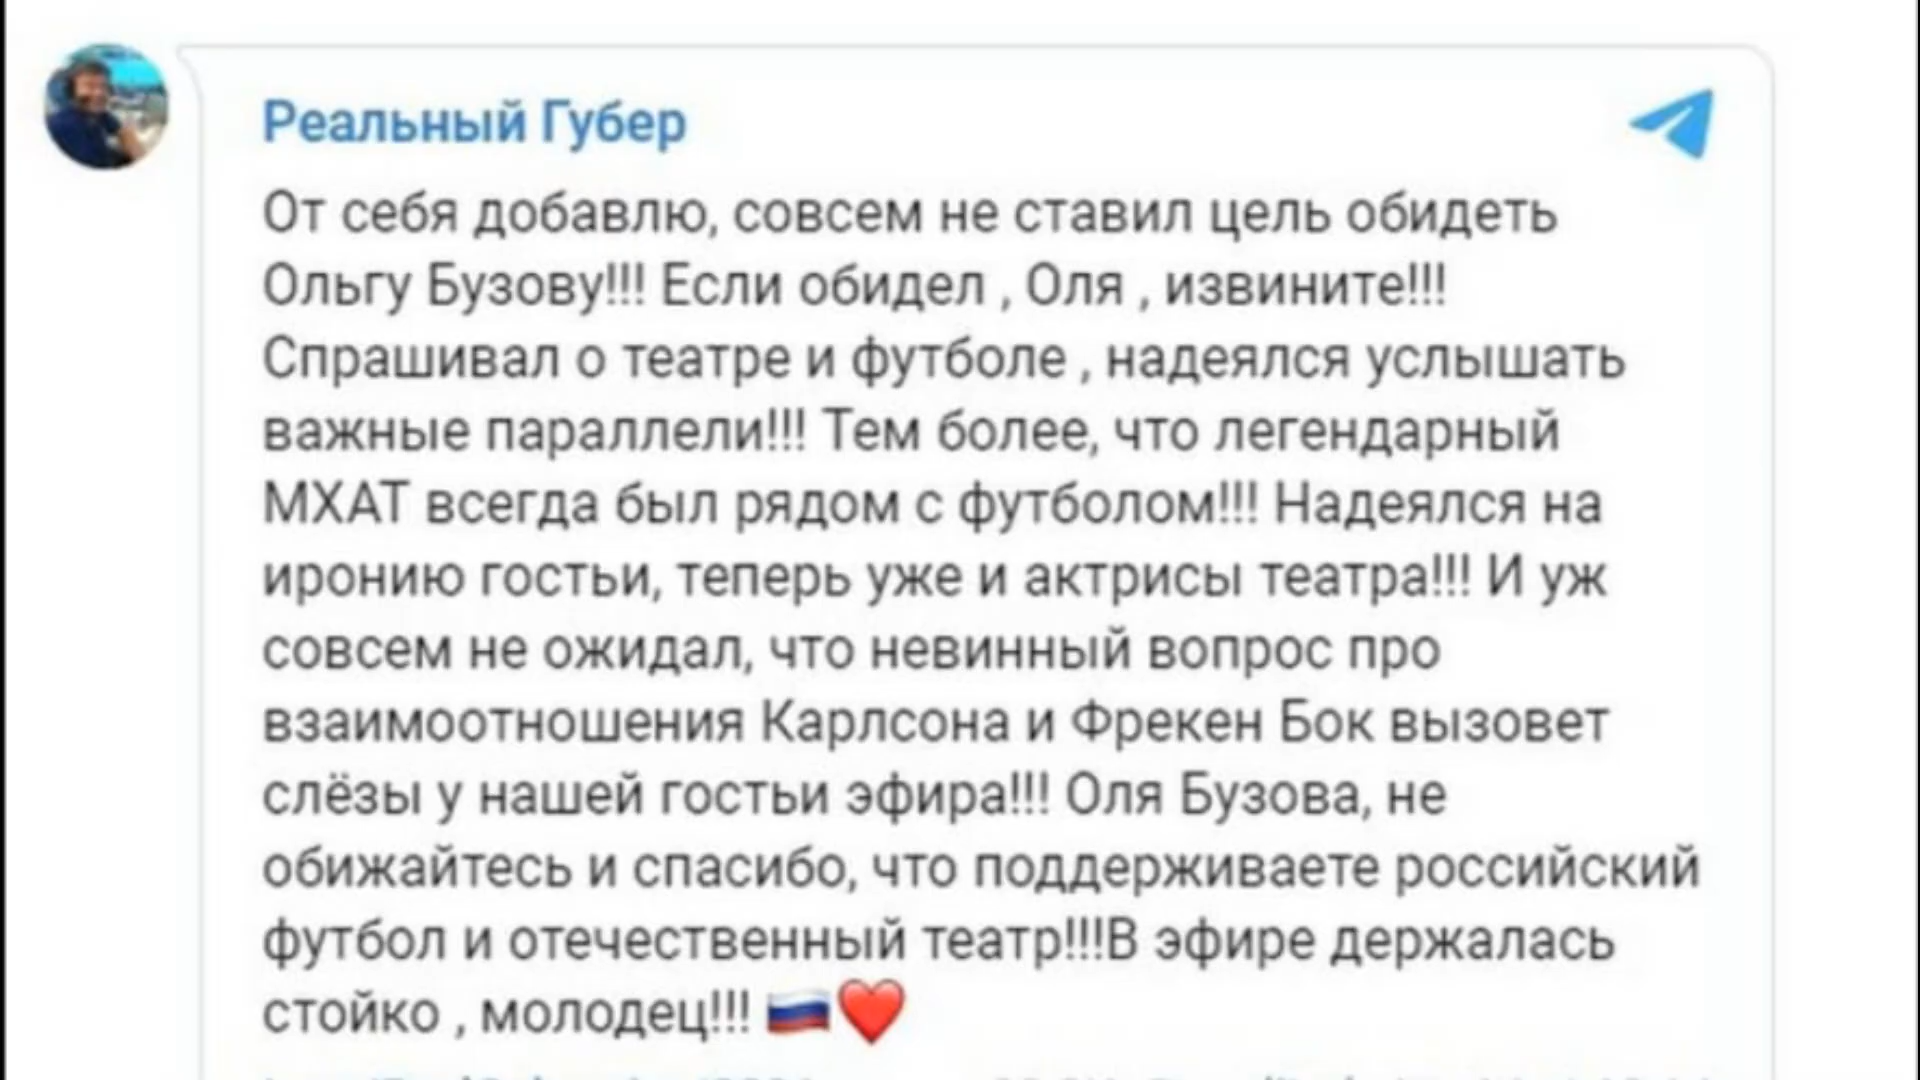 Реальный Губер
От себя добавлю, совсем не ставил цель обидеть
Ольгу Бузову!!! Если обидел , Оля , извините!!!
Спрашивал о театре и футболе , надеялся услышать
важные параллели!!! Тем более, что легендарный
МХАТ всегда был рядом с футболом!!! Надеялся на
иронию гостьи, теперь уже и актрисы театра!!! И уж
совсем не ожидал, что невинный вопрос про
взаимоотношения Карлсона и Фрекен Бок вызовет
слёзы у нашей гостьи эфира!!! Оля Бузова, не
обижайтесь и спасибо, что поддерживаете российский
футбол и отечественный театр!!!В эфире держалась
стойко , молодец!!! 🇷🇺❤️